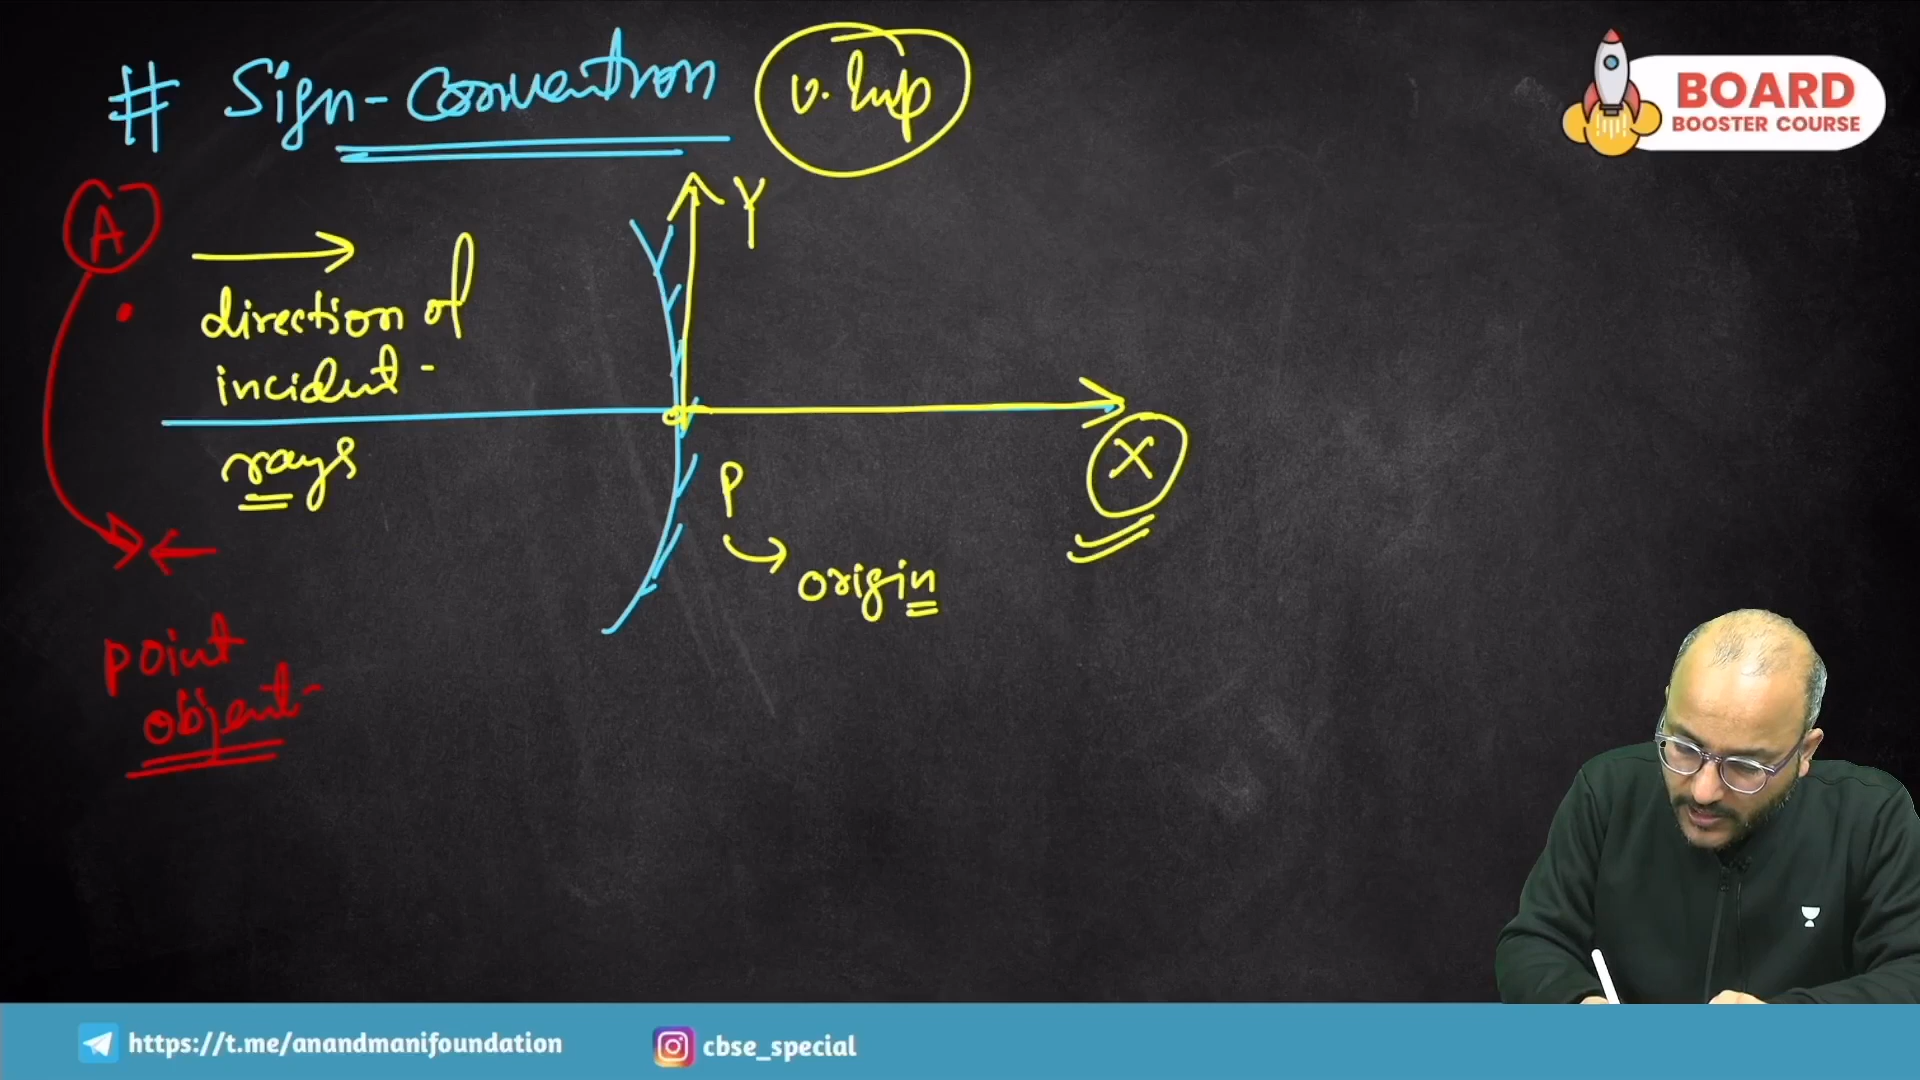 # Sign-Convention
v. Imp
BOARD
BOOSTER COURSE
A
Y
direction of
incident
rays
X
P
origin
point
object
https://t.me/anandmanifoundation
cbse_special